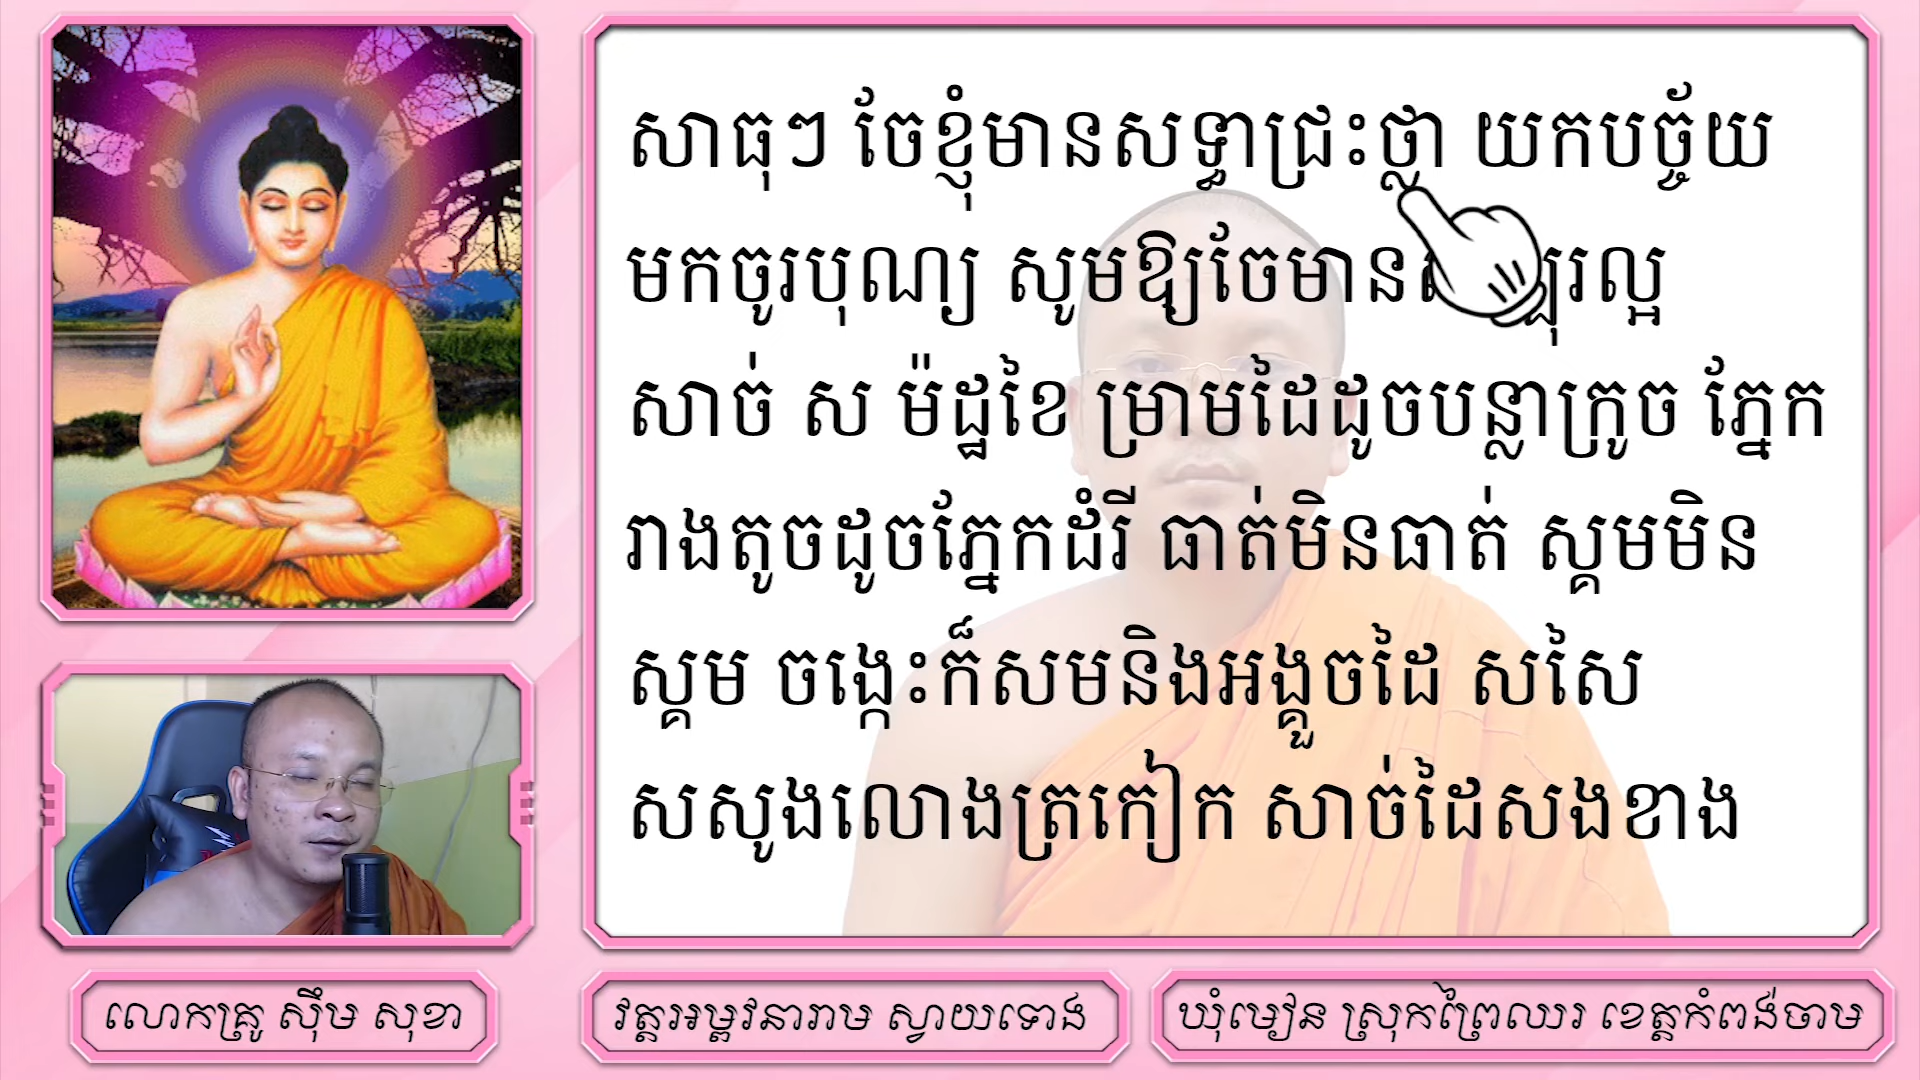 សាធុៗ ចែខ្ញុំមានសទ្ធាជ្រះថ្លា យកបច្ច័យ
មកចូរបុណ្យ សូមឱ្យចែមាន ល្អ
សាច់ ស ម៉ដ្ឋខៃ ម្រាមដៃដូចបន្លាក្រូច ភ្នែក
រាងតូចដូចភ្នែកដំរី ធាត់មិនធាត់ ស្គមមិន
ស្គម ចង្កេះក៏សមនិងអង្គួចដៃ សសៃ
សសូងលោងត្រកៀក សាច់ដៃសងខាង
លោកគ្រូ ស៊ឹម សុខា
វត្តអម្ពវនារាម ស្វាយទោង
ឃុំមៀន ស្រុកព្រៃឈរ ខេត្តកំពង់ចាម